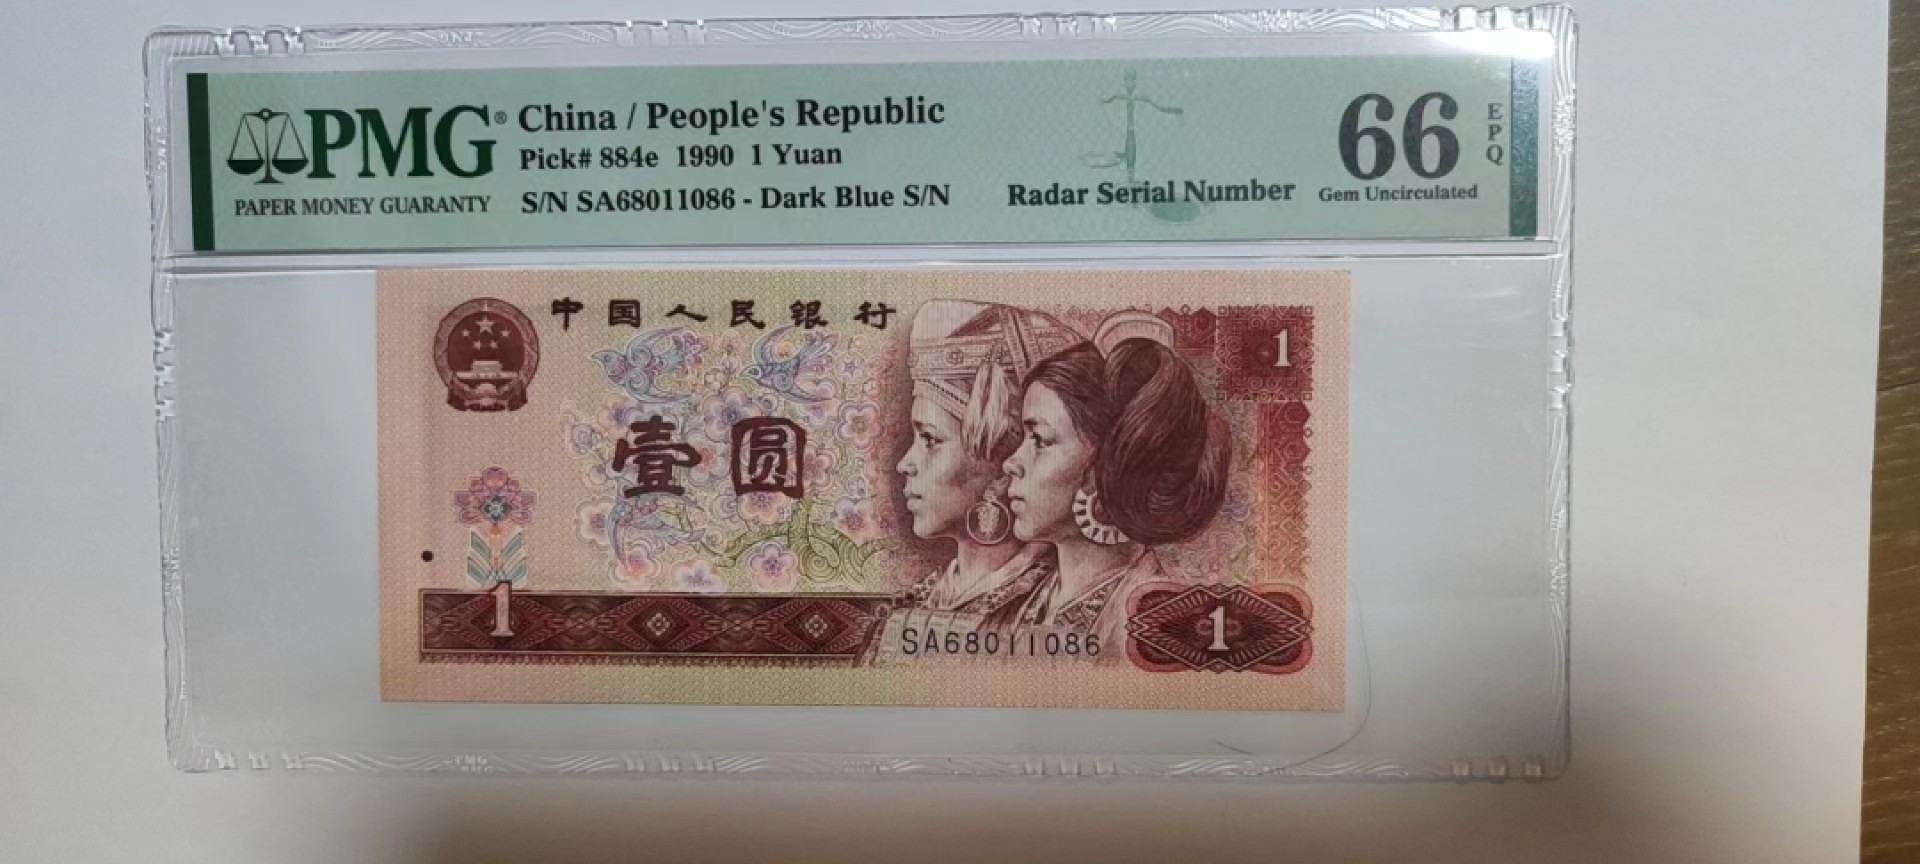 PMG® China / People's Republic 66 EPQ
Pick# 884e 1990 1 Yuan
PAPER MONEY GUARANTY S/N SA68011086 - Dark Blue S/N Radar Serial Number Gem Uncirculated
中国人民银行
1
壹圆
1
SA68011086
1